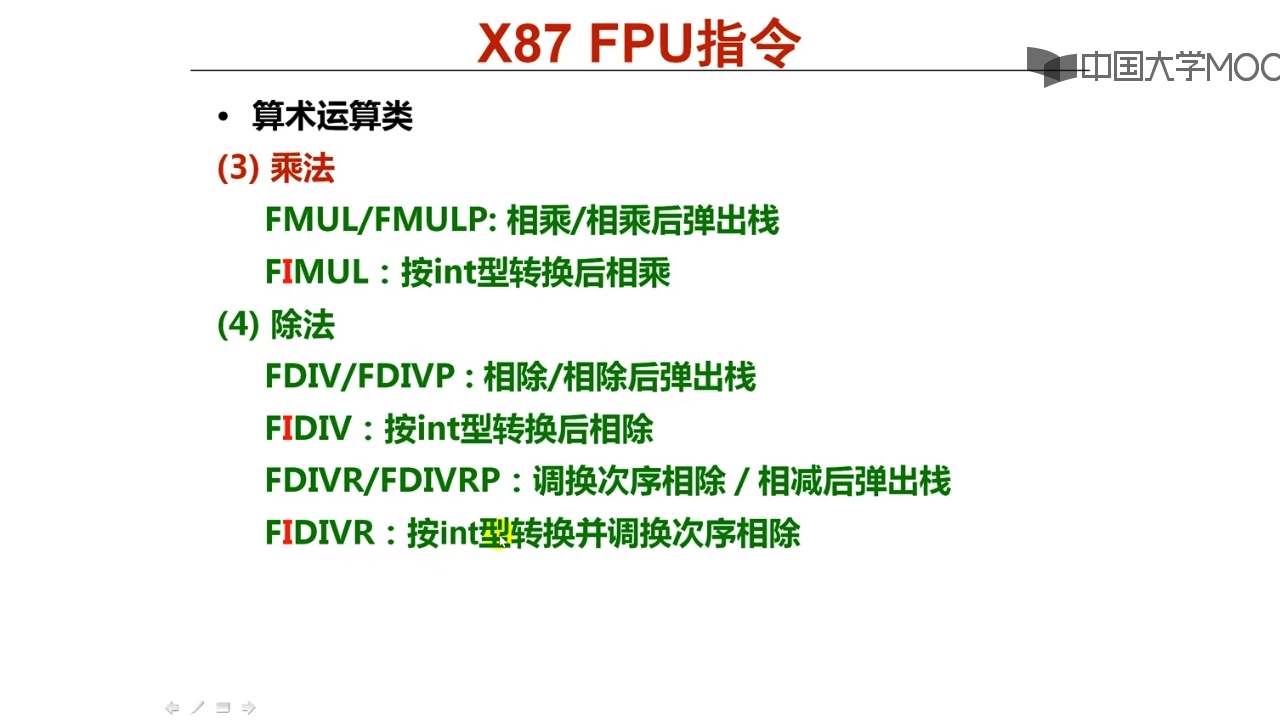 X87 FPU指令
中国大学MOO
• 算术运算类
(3) 乘法
FMUL/FMULP: 相乘/相乘后弹出栈
FIMUL：按int型转换后相乘
(4) 除法
FDIV/FDIVP : 相除/相除后弹出栈
FIDIV：按int型转换后相除
FDIVR/FDIVRP：调换次序相除 / 相减后弹出栈
FIDIVR：按int型转换并调换次序相除